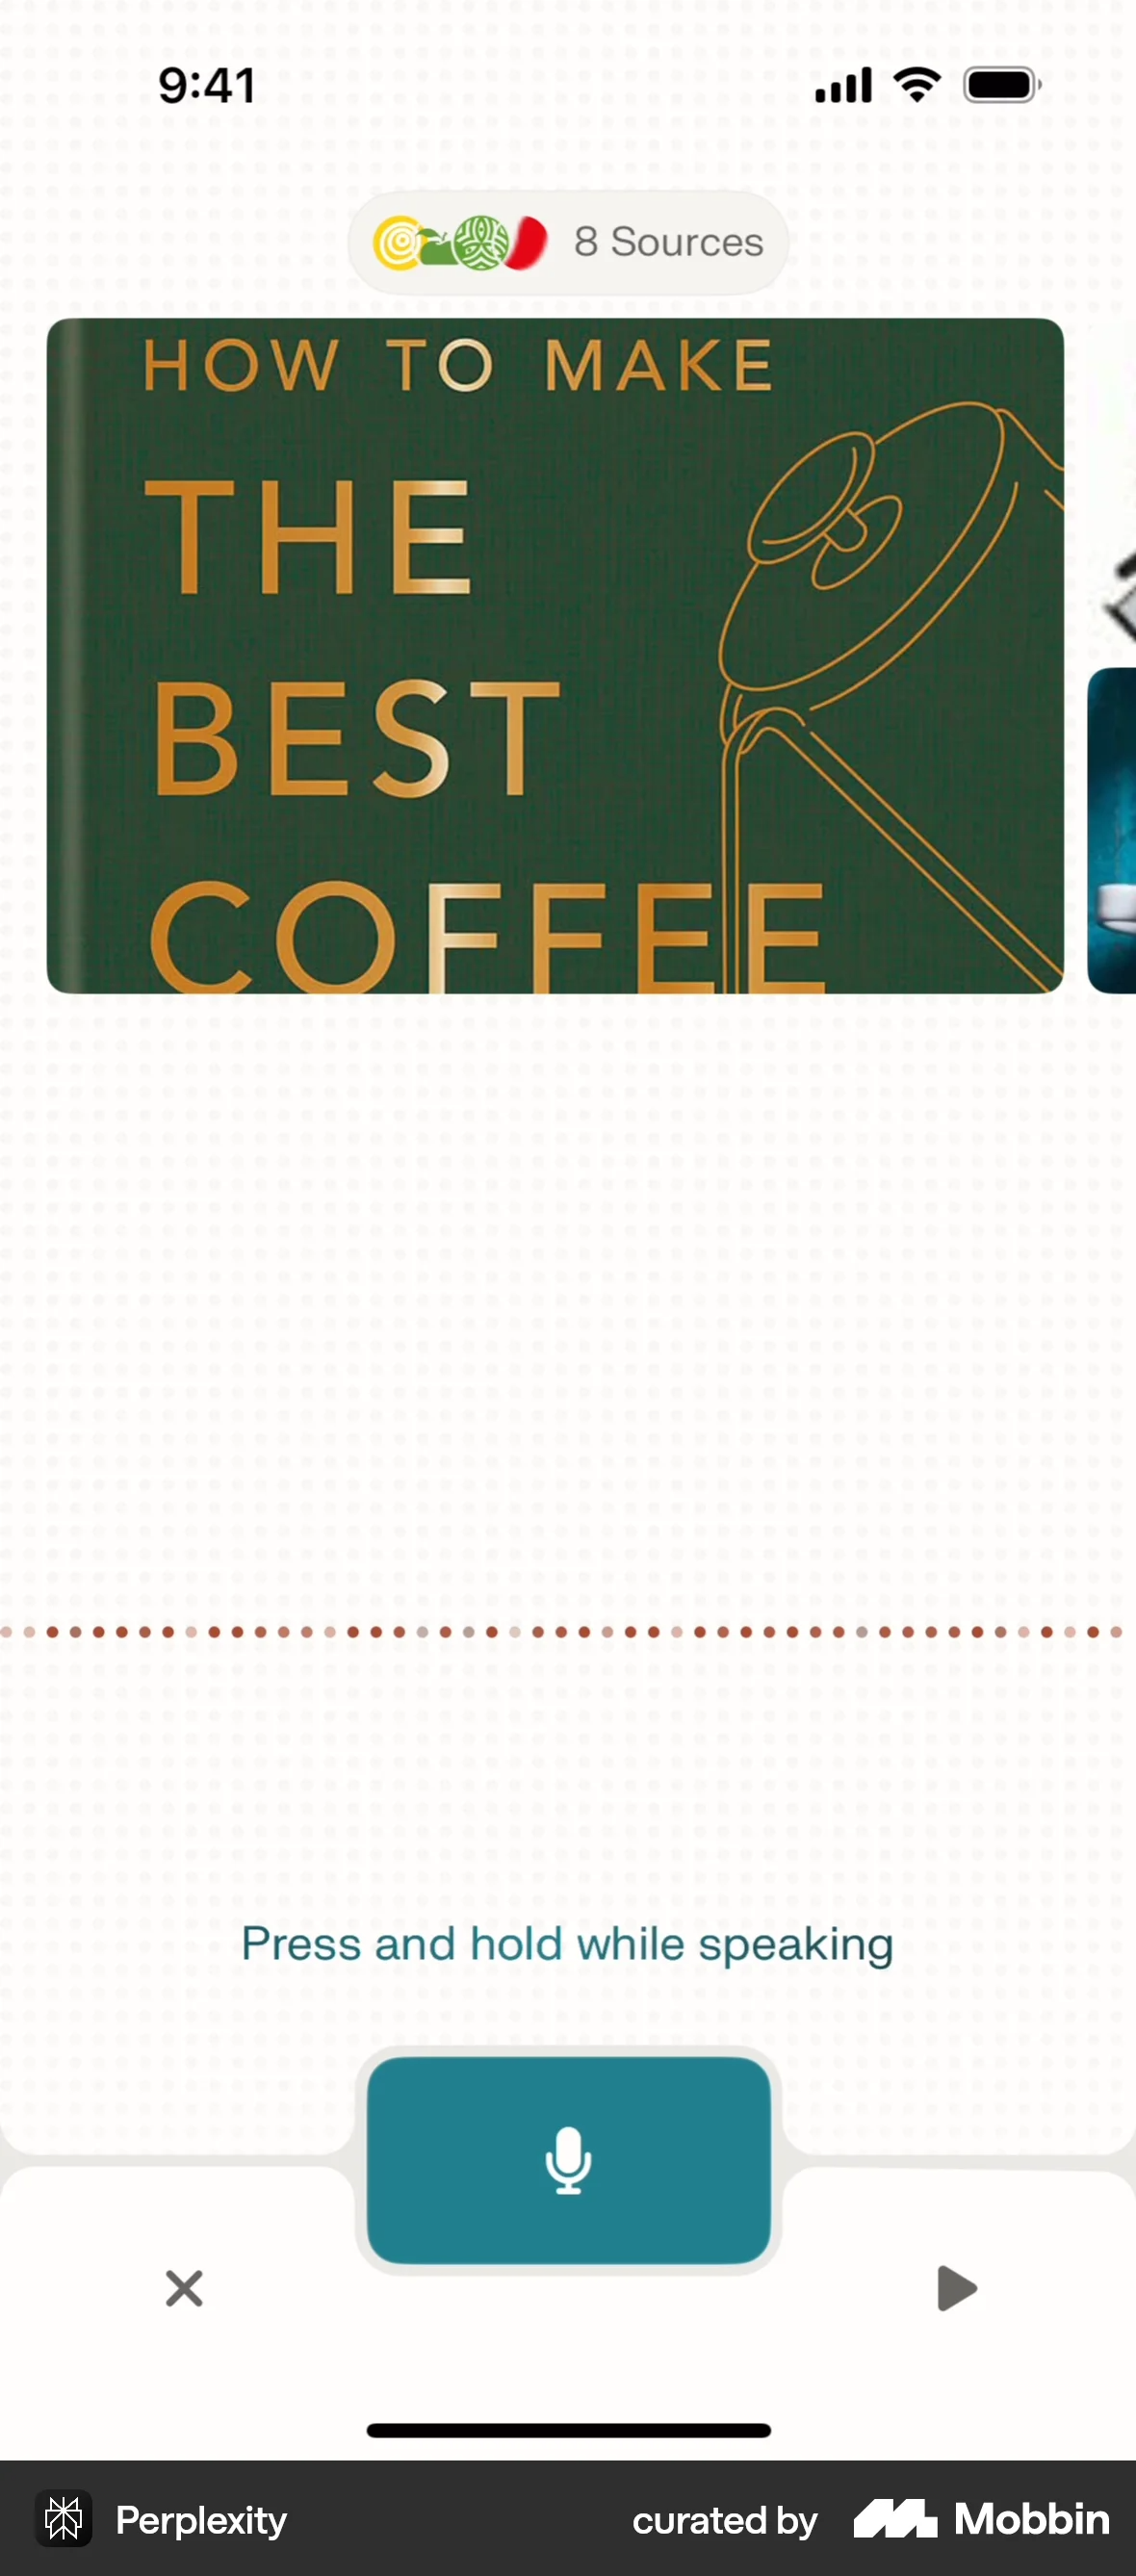 9:41
8 Sources
HOW TO MAKE
THE
BEST
COFFEE
Press and hold while speaking
Perplexity
curated by Mobbin